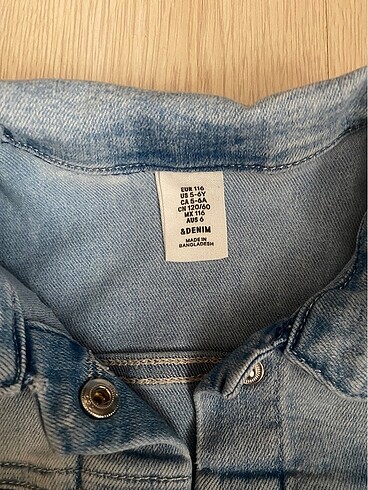 EUR 116
US 5-6Y
CA 5-6A
CN 120/60
MX 116
AUS 6
&DENIM
MADE IN
BANGLADESH